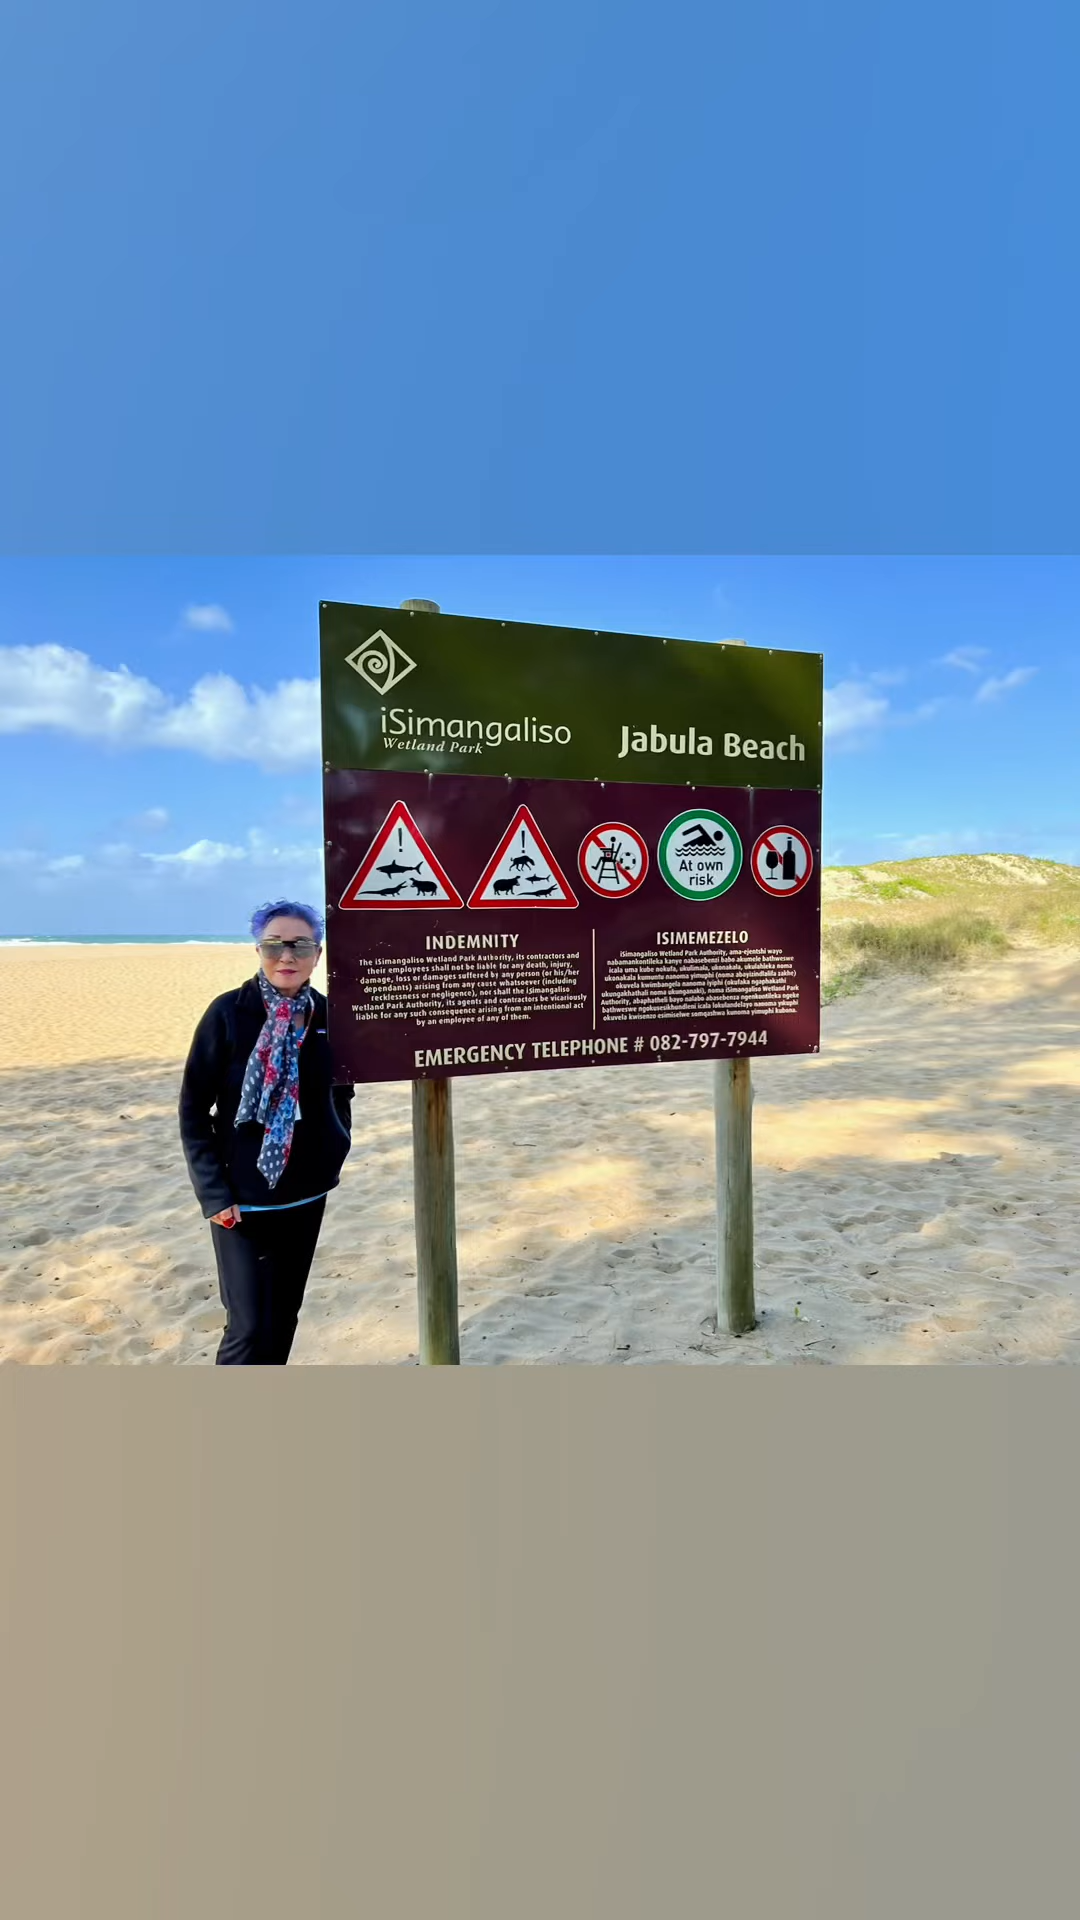 iSimangaliso
Wetland Park
Jabula Beach
At own
risk
INDEMNITY
The iSimangaliso Wetland Park Authority, its contractors and
their employees shall not be liable for any death, injury,
damage, loss or damages suffered by any person (or his/her
dependants) arising from any cause whatsoever (including
recklessness or negligence), nor shall the iSimangaliso
Wetland Park Authority, its agents and contractors be vicariously
liable for any such consequence arising from an intentional act
by an employee of any of them.
ISIMEMEZELO
iSimangaliso Wetland Park Authority, ama-ejentshi wayo
nabamankontileka kanye nabasebenzi babo akumele bathweswe
icala uma kube nokufa, ukulimala, ukonakala, ukulahleka noma
ukonakala kumuntu nanoma yimuphi (noma abayizindlalifa zakhe)
okuvela kwimbangela nanoma iyiphi (okufaka ngaphakathi
ukungakhathali noma ukunganaki), noma iSimangaliso Wetland Park
Authority, abaphatheli bayo nalabo abasebenza ngenkontileka ngeke
bathweswe ngokusesikhundleni icala lokulandelayo nanoma yikuphi
okuvela kwisenzo esimiselwe somqashwa kunoma yimuphi kubona.
EMERGENCY TELEPHONE # 082-797-7944